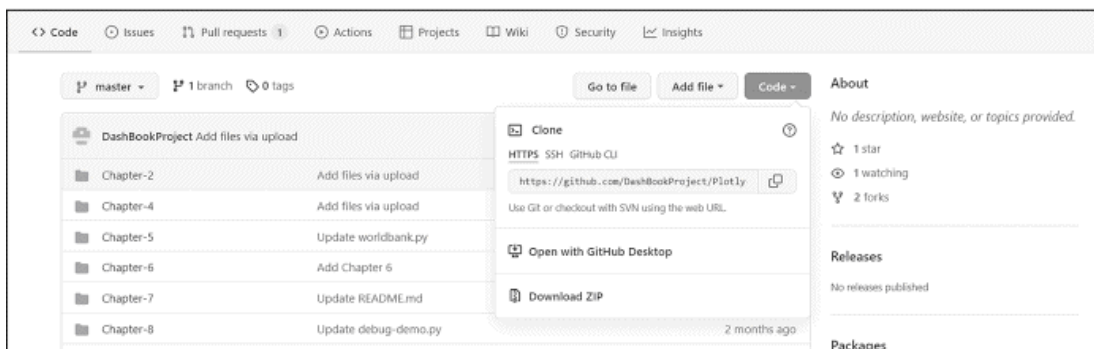 <> Code Issues Pull requests 1 Actions Projects Wiki Security Insights
master 1 branch 0 tags Go to file Add file Code
About
No description, website, or topics provided.
1 star
1 watching
2 forks
Releases
No releases published
Packages
Clone
HTTPS SSH GitHub CLI
https://github.com/DashBookProject/Plotly
Use Git or checkout with SVN using the web URL.
Open with GitHub Desktop
Download ZIP
DashBookProject Add files via upload
Chapter-2 Add files via upload
Chapter-4 Add files via upload
Chapter-5 Update worldbank.py
Chapter-6 Add Chapter 6
Chapter-7 Update README.md
Chapter-8 Update debug-demo.py 2 months ago